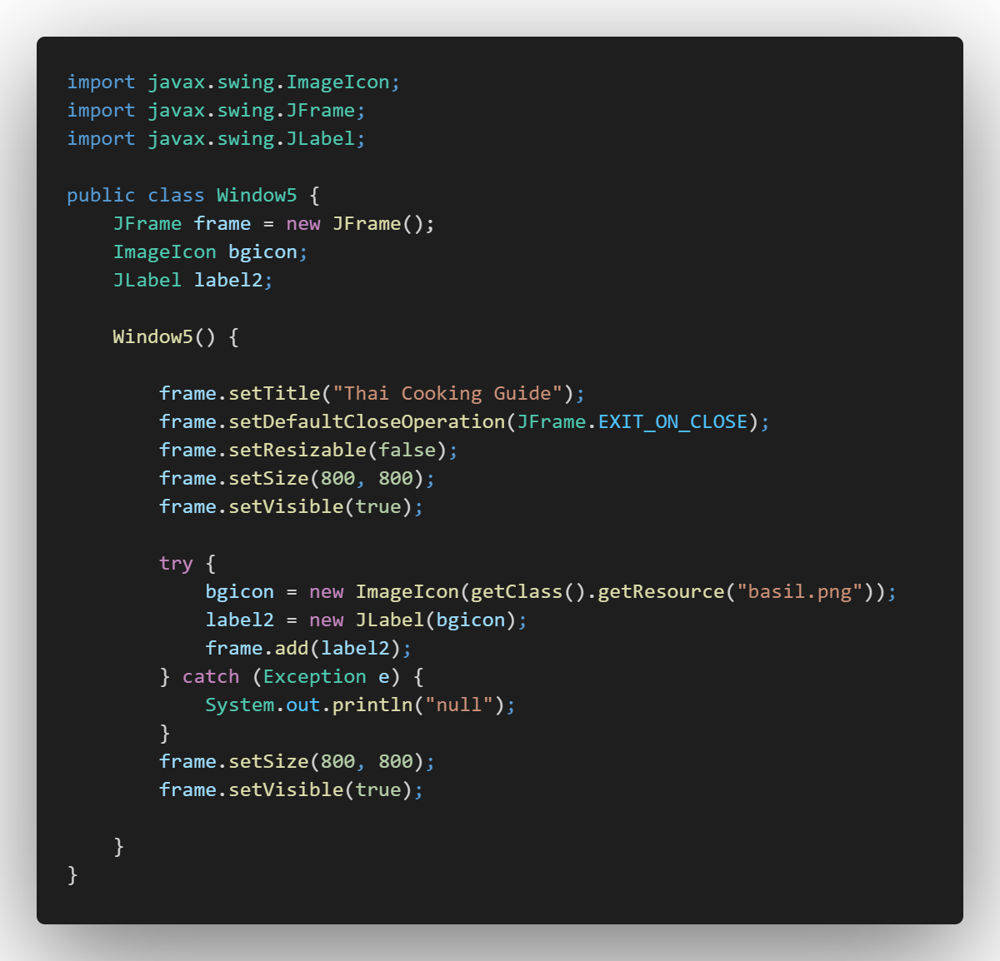 import javax.swing.ImageIcon;
import javax.swing.JFrame;
import javax.swing.JLabel;

public class Window5 {
    JFrame frame = new JFrame();
    ImageIcon bgicon;
    JLabel label2;

    Window5() {

        frame.setTitle("Thai Cooking Guide");
        frame.setDefaultCloseOperation(JFrame.EXIT_ON_CLOSE);
        frame.setResizable(false);
        frame.setSize(800, 800);
        frame.setVisible(true);

        try {
            bgicon = new ImageIcon(getClass().getResource("basil.png"));
            label2 = new JLabel(bgicon);
            frame.add(label2);
        } catch (Exception e) {
            System.out.println("null");
        }
        frame.setSize(800, 800);
        frame.setVisible(true);

    }
}